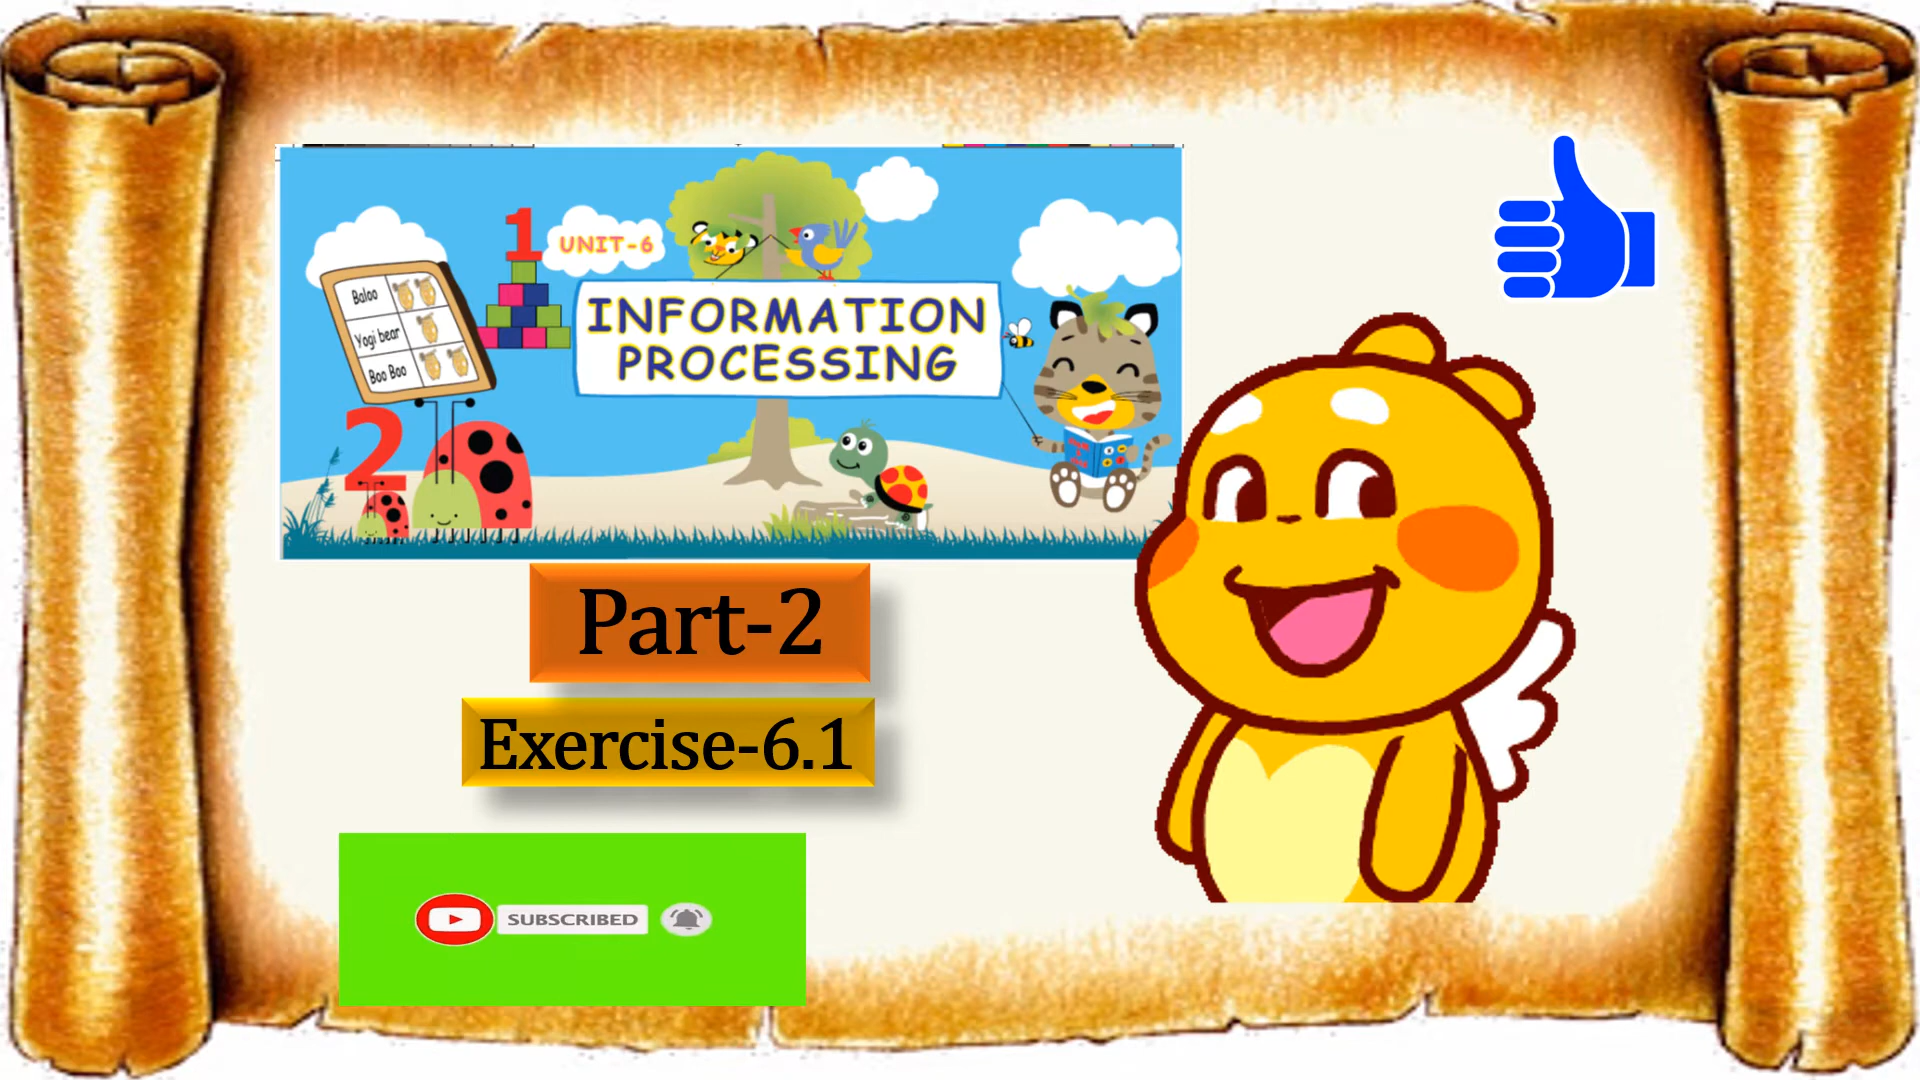 1
UNIT-6
Baloo
Yogi bear
Boo Boo
INFORMATION
PROCESSING
2
Part-2
Exercise-6.1
SUBSCRIBED